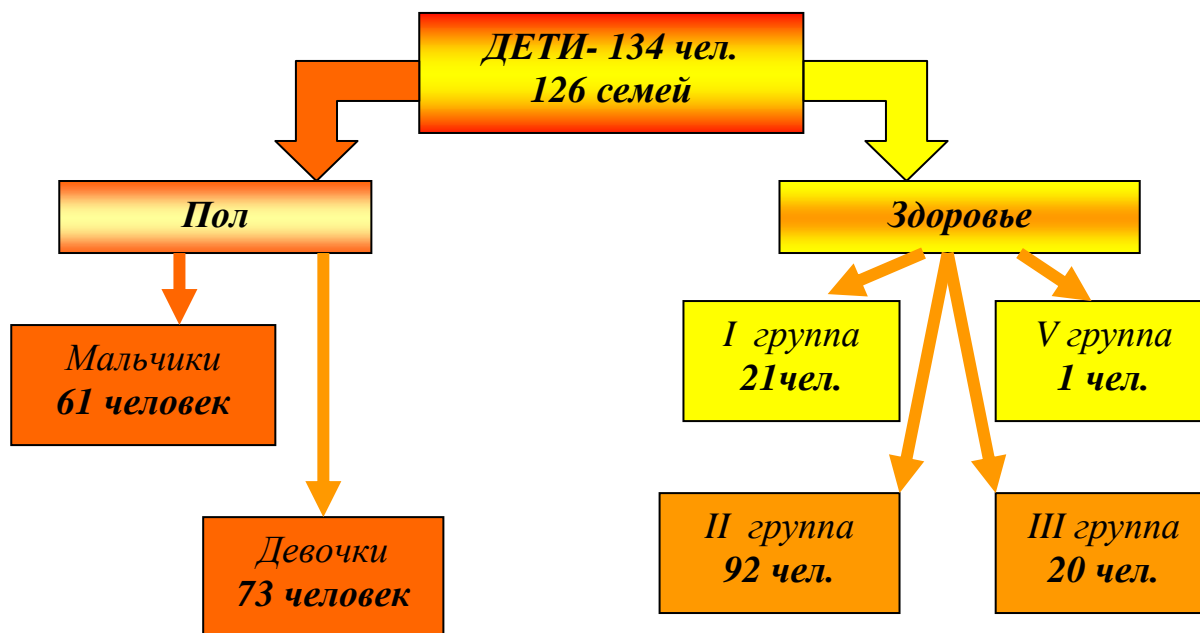 ДЕТИ- 134 чел.
126 семей
Пол
Здоровье
Мальчики
61 человек
Девочки
73 человек
I группа
21чел.
V группа
1 чел.
II группа
92 чел.
III группа
20 чел.